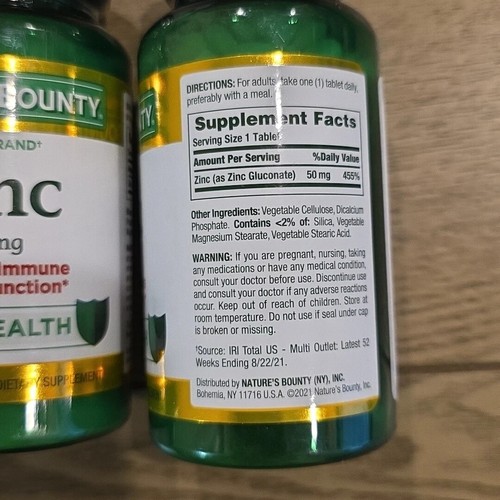 BOUNTY
RAND†
nc
mg
Immune
unction*
EALTH
DIETARY SUPPLEMEN
TY.
DIRECTIONS: For adults, take one (1) tablet daily,
preferably with a meal.
Supplement Facts
Serving Size 1 Tablet
Amount Per Serving %Daily Value
Zinc (as Zinc Gluconate) 50 mg 455%
Other Ingredients: Vegetable Cellulose, Dicalcium
Phosphate. Contains <2% of: Silica, Vegetable
Magnesium Stearate, Vegetable Stearic Acid.
WARNING: If you are pregnant, nursing, taking
any medications or have any medical condition,
consult your doctor before use. Discontinue use
and consult your doctor if any adverse reactions
occur. Keep out of reach of children. Store at
room temperature. Do not use if seal under cap
is broken or missing.
†Source: IRI Total US - Multi Outlet: Latest 52
Weeks Ending 8/22/21.
Distributed by NATURE'S BOUNTY (NY), INC.
Bohemia, NY 11716 U.S.A. ©2021 Nature's Bounty, Inc.